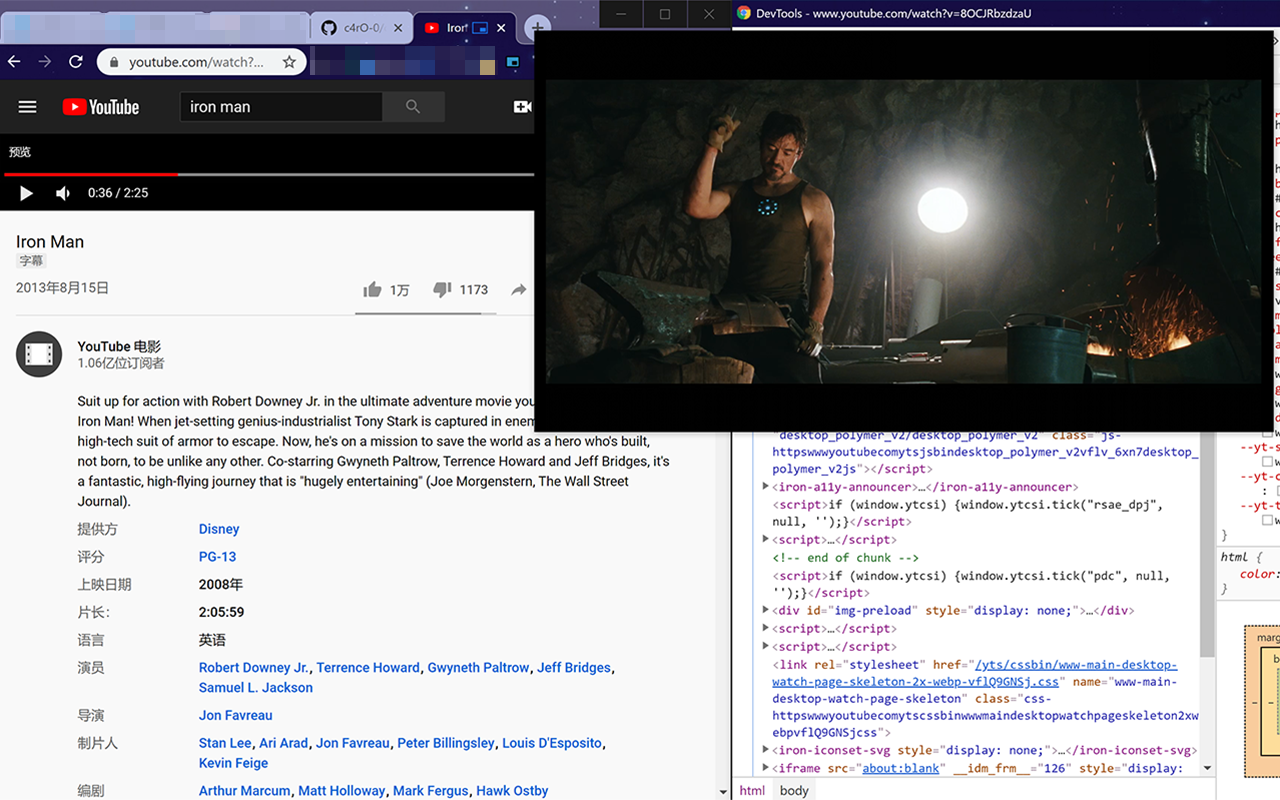 c4rO-0/
Iron
DevTools - www.youtube.com/watch?v=8OCJRbzdzaU
youtube.com/watch?...
YouTube
iron man
预览
0:36 / 2:25
Iron Man
字幕
2013年8月15日
1万
1173
YouTube 电影
1.06亿位订阅者
Suit up for action with Robert Downey Jr. in the ultimate adventure movie you
Iron Man! When jet-setting genius-industrialist Tony Stark is captured in enem
high-tech suit of armor to escape. Now, he's on a mission to save the world as a hero who's built,
not born, to be unlike any other. Co-starring Gwyneth Paltrow, Terrence Howard and Jeff Bridges, it's
a fantastic, high-flying journey that is "hugely entertaining" (Joe Morgenstern, The Wall Street
Journal).
提供方 Disney
评分 PG-13
上映日期 2008年
片长: 2:05:59
语言 英语
演员 Robert Downey Jr., Terrence Howard, Gwyneth Paltrow, Jeff Bridges,
Samuel L. Jackson
导演 Jon Favreau
制片人 Stan Lee, Ari Arad, Jon Favreau, Peter Billingsley, Louis D'Esposito,
Kevin Feige
编剧 Arthur Marcum, Matt Holloway, Mark Fergus, Hawk Ostby
"desktop_polymer_v2/desktop_polymer_v2" class="js-
httpswwwyoutubecomytsjsbindesktop_polymer_v2vflv_6xn7desktop_
polymer_v2js"></script>
<iron-a11y-announcer>…</iron-a11y-announcer>
<script>if (window.ytcsi) {window.ytcsi.tick("rsae_dpj",
null, '');}</script>
<script>…</script>
<!-- end of chunk -->
<script>if (window.ytcsi) {window.ytcsi.tick("pdc", null,
'');}</script>
<div id="img-preload" style="display: none;">…</div>
<script>…</script>
<script>…</script>
<link rel="stylesheet" href="/yts/cssbin/www-main-desktop-
watch-page-skeleton-2x-webp-vflQ9GNSj.css" name="www-main-
desktop-watch-page-skeleton" class="css-
httpswwwyoutubecomytscssbinwwwmaindesktopwatchpageskeleton2xw
ebpvflQ9GNSjcss">
<iron-iconset-svg style="display: none;">…</iron-iconset-svg>
<iframe src="about:blank" __idm_frm__="126" style="display:
html body
--yt-s
--yt-c
:
--yt-t
}
html {
color:
}
marg
b